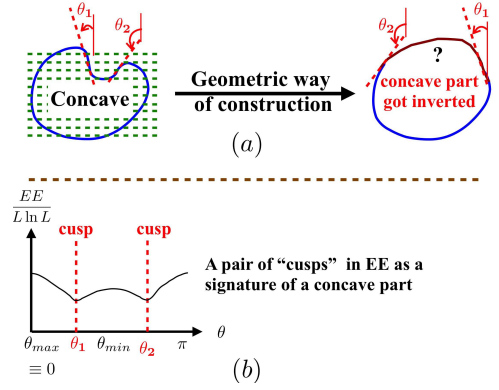 θ₁
θ₂
Concave
Geometric way
of construction
θ₂
θ₁
?
concave part
got inverted
(a)
EE
L ln L
cusp cusp
A pair of “cusps” in EE as a
signature of a concave part
θ
θmax θ₁ θmin θ₂ π
≡ 0
(b)